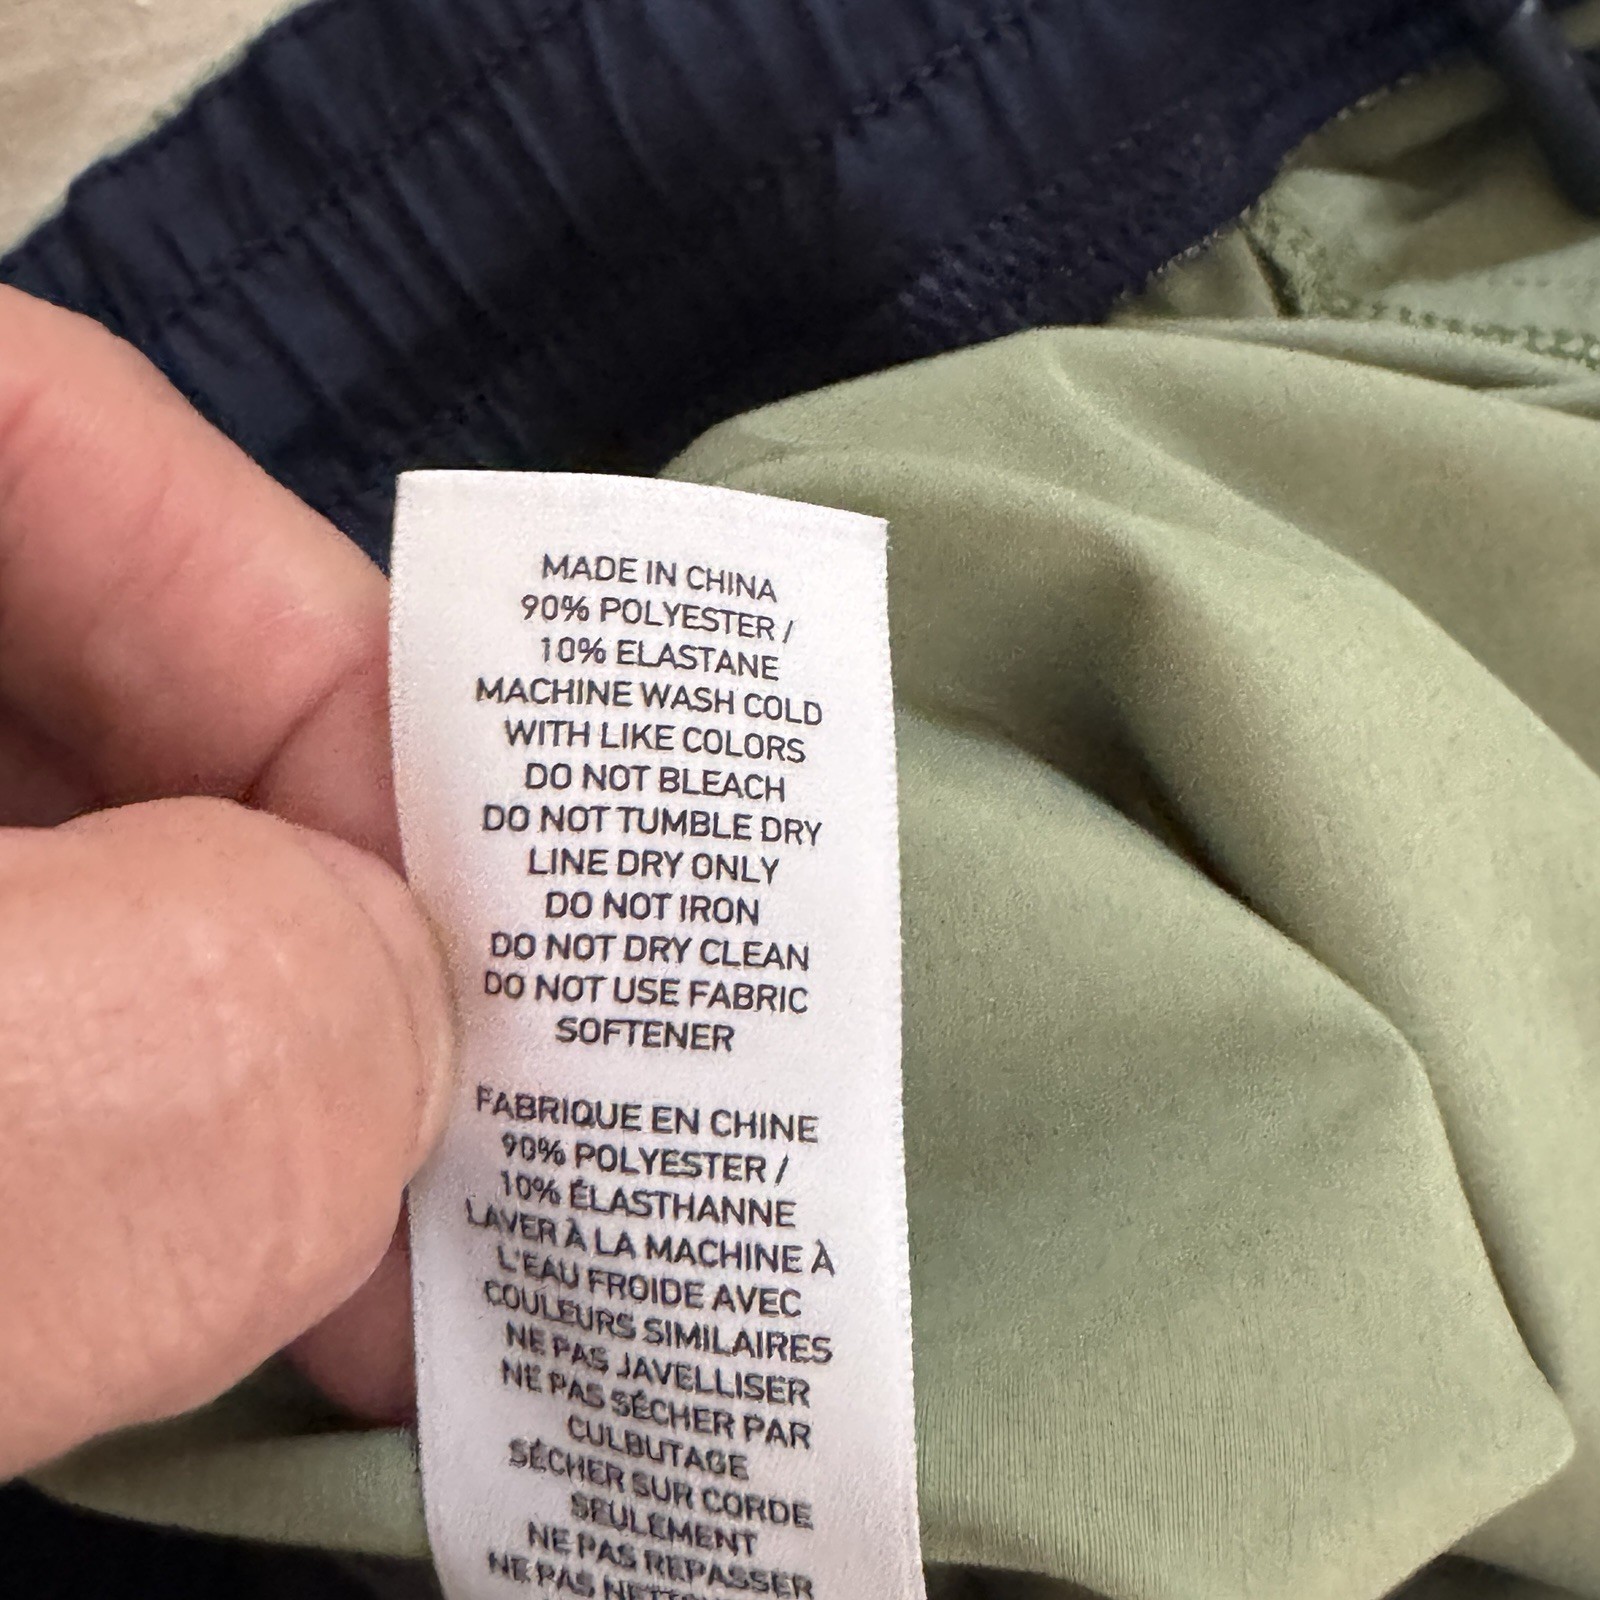 MADE IN CHINA
90% POLYESTER /
10% ELASTANE
MACHINE WASH COLD
WITH LIKE COLORS
DO NOT BLEACH
DO NOT TUMBLE DRY
LINE DRY ONLY
DO NOT IRON
DO NOT DRY CLEAN
DO NOT USE FABRIC
SOFTENER
FABRIQUE EN CHINE
90% POLYESTER /
10% ÉLASTHANNE
LAVER À LA MACHINE À
L'EAU FROIDE AVEC
COULEURS SIMILAIRES
NE PAS JAVELLISER
NE PAS SÉCHER PAR
CULBUTAGE
SÉCHER SUR CORDE
SEULEMENT
NE PAS REPASSER
NE PAS